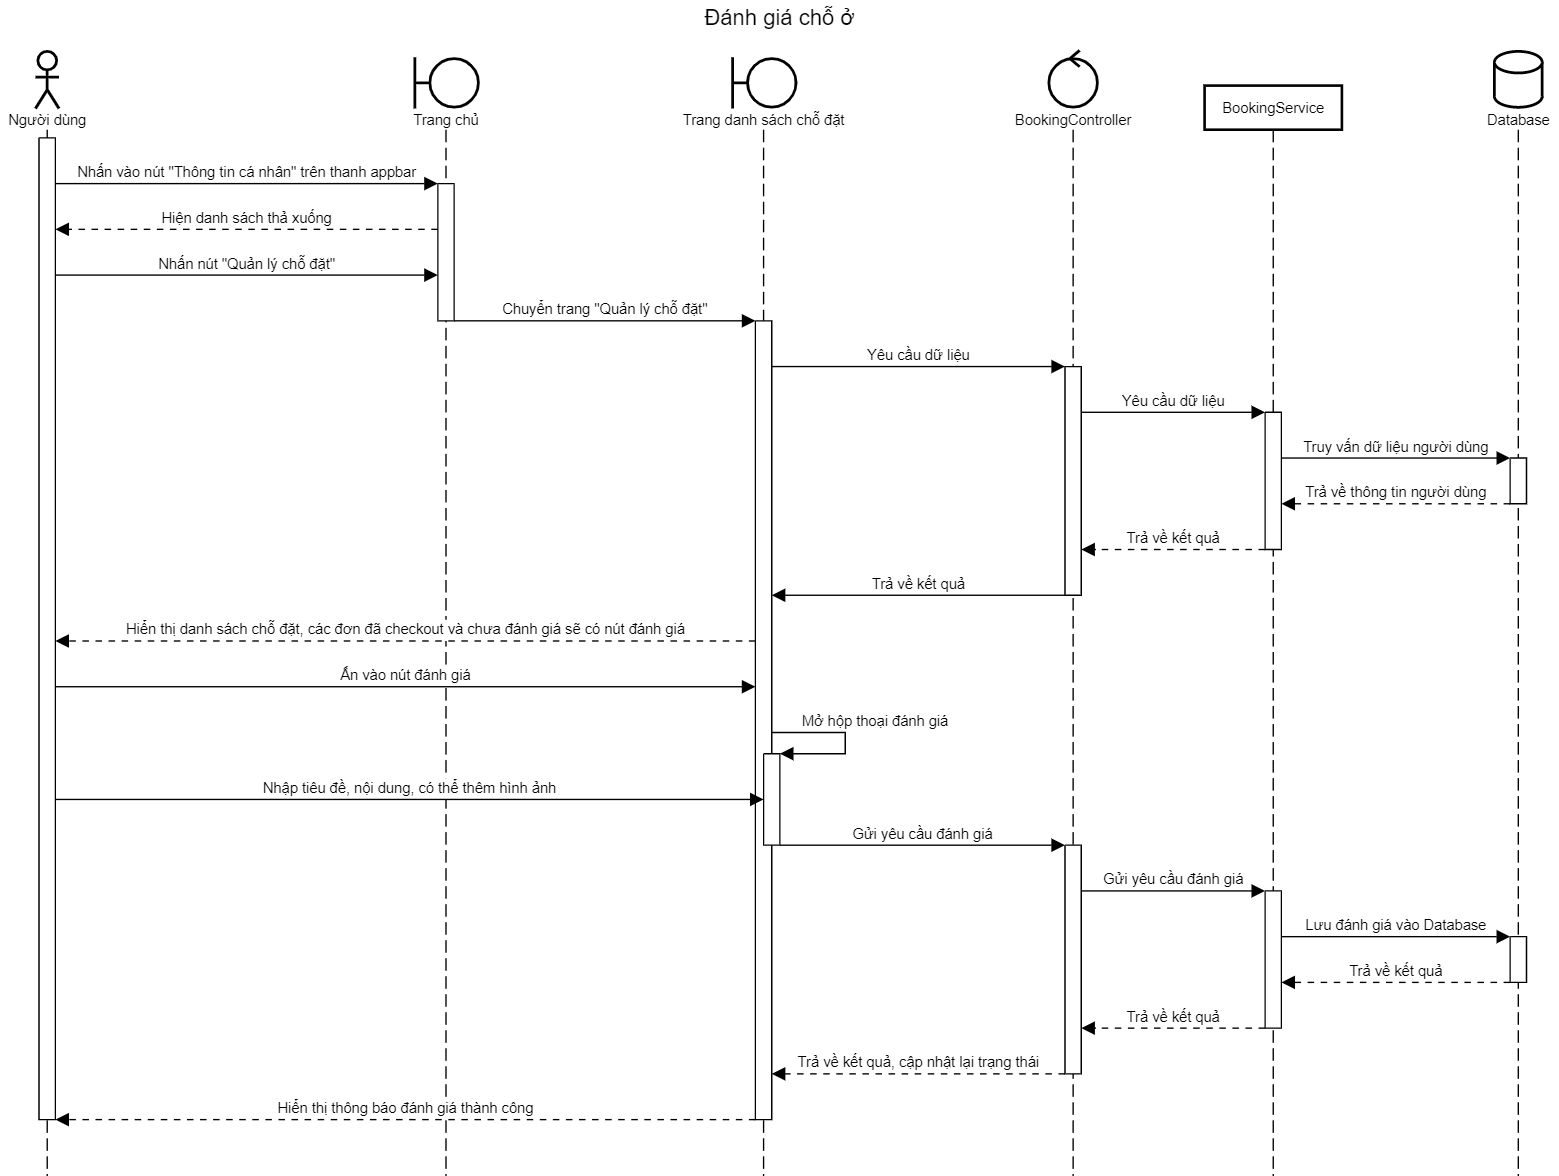 Đánh giá chỗ ở
Người dùng
Trang chủ
Trang danh sách chỗ đặt
BookingController
BookingService
Database
Nhấn vào nút "Thông tin cá nhân" trên thanh appbar
Hiện danh sách thả xuống
Nhấn nút "Quản lý chỗ đặt"
Chuyển trang "Quản lý chỗ đặt"
Yêu cầu dữ liệu
Yêu cầu dữ liệu
Truy vấn dữ liệu người dùng
Trả về thông tin người dùng
Trả về kết quả
Trả về kết quả
Hiển thị danh sách chỗ đặt, các đơn đã checkout và chưa đánh giá sẽ có nút đánh giá
Ấn vào nút đánh giá
Mở hộp thoại đánh giá
Nhập tiêu đề, nội dung, có thể thêm hình ảnh
Gửi yêu cầu đánh giá
Gửi yêu cầu đánh giá
Lưu đánh giá vào Database
Trả về kết quả
Trả về kết quả
Trả về kết quả, cập nhật lại trạng thái
Hiển thị thông báo đánh giá thành công